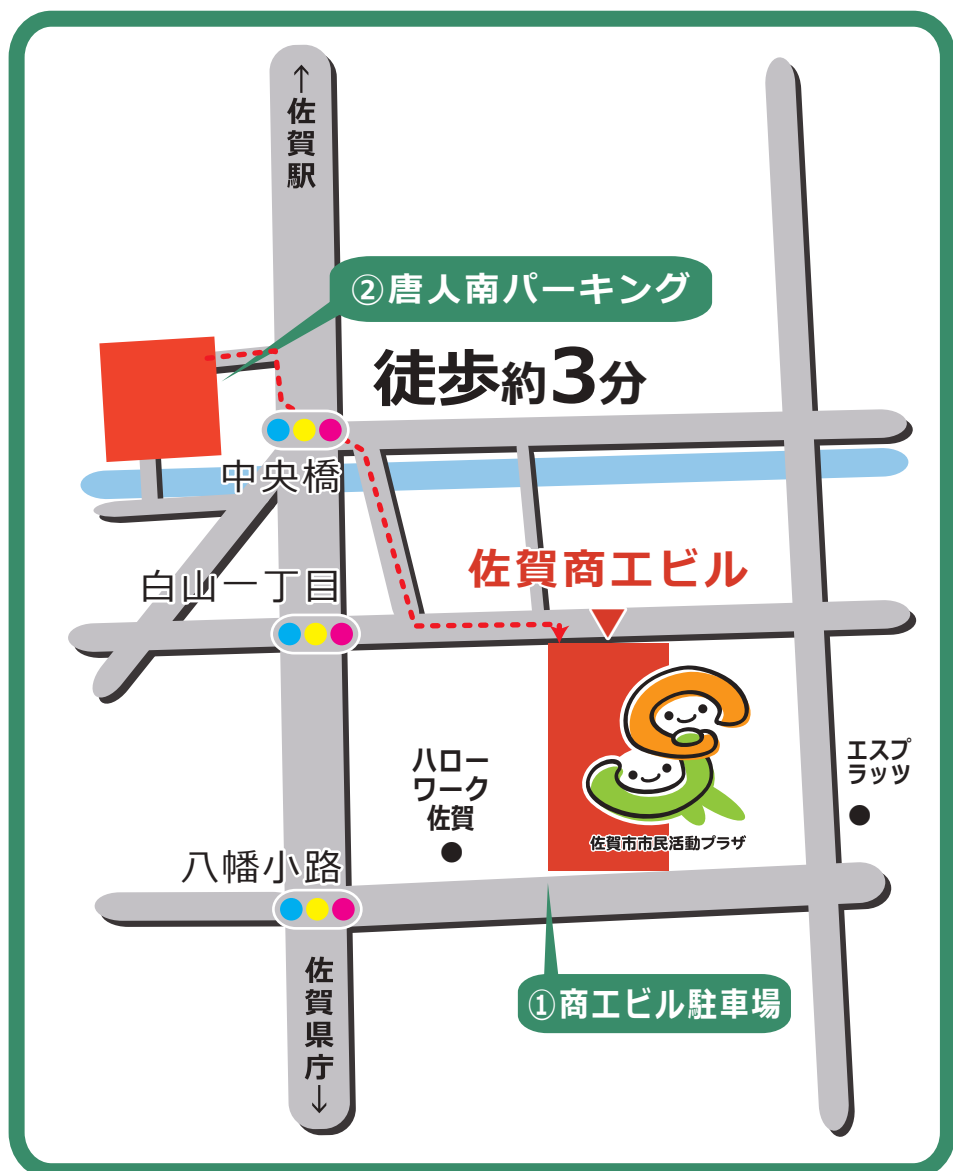 ↑佐賀駅
②唐人南パーキング
徒歩約3分
中央橋
佐賀商工ビル
白山一丁目
ハロー
ワーク
佐賀
エスプ
ラッツ
佐賀市市民活動プラザ
八幡小路
佐賀県庁↓
①商工ビル駐車場